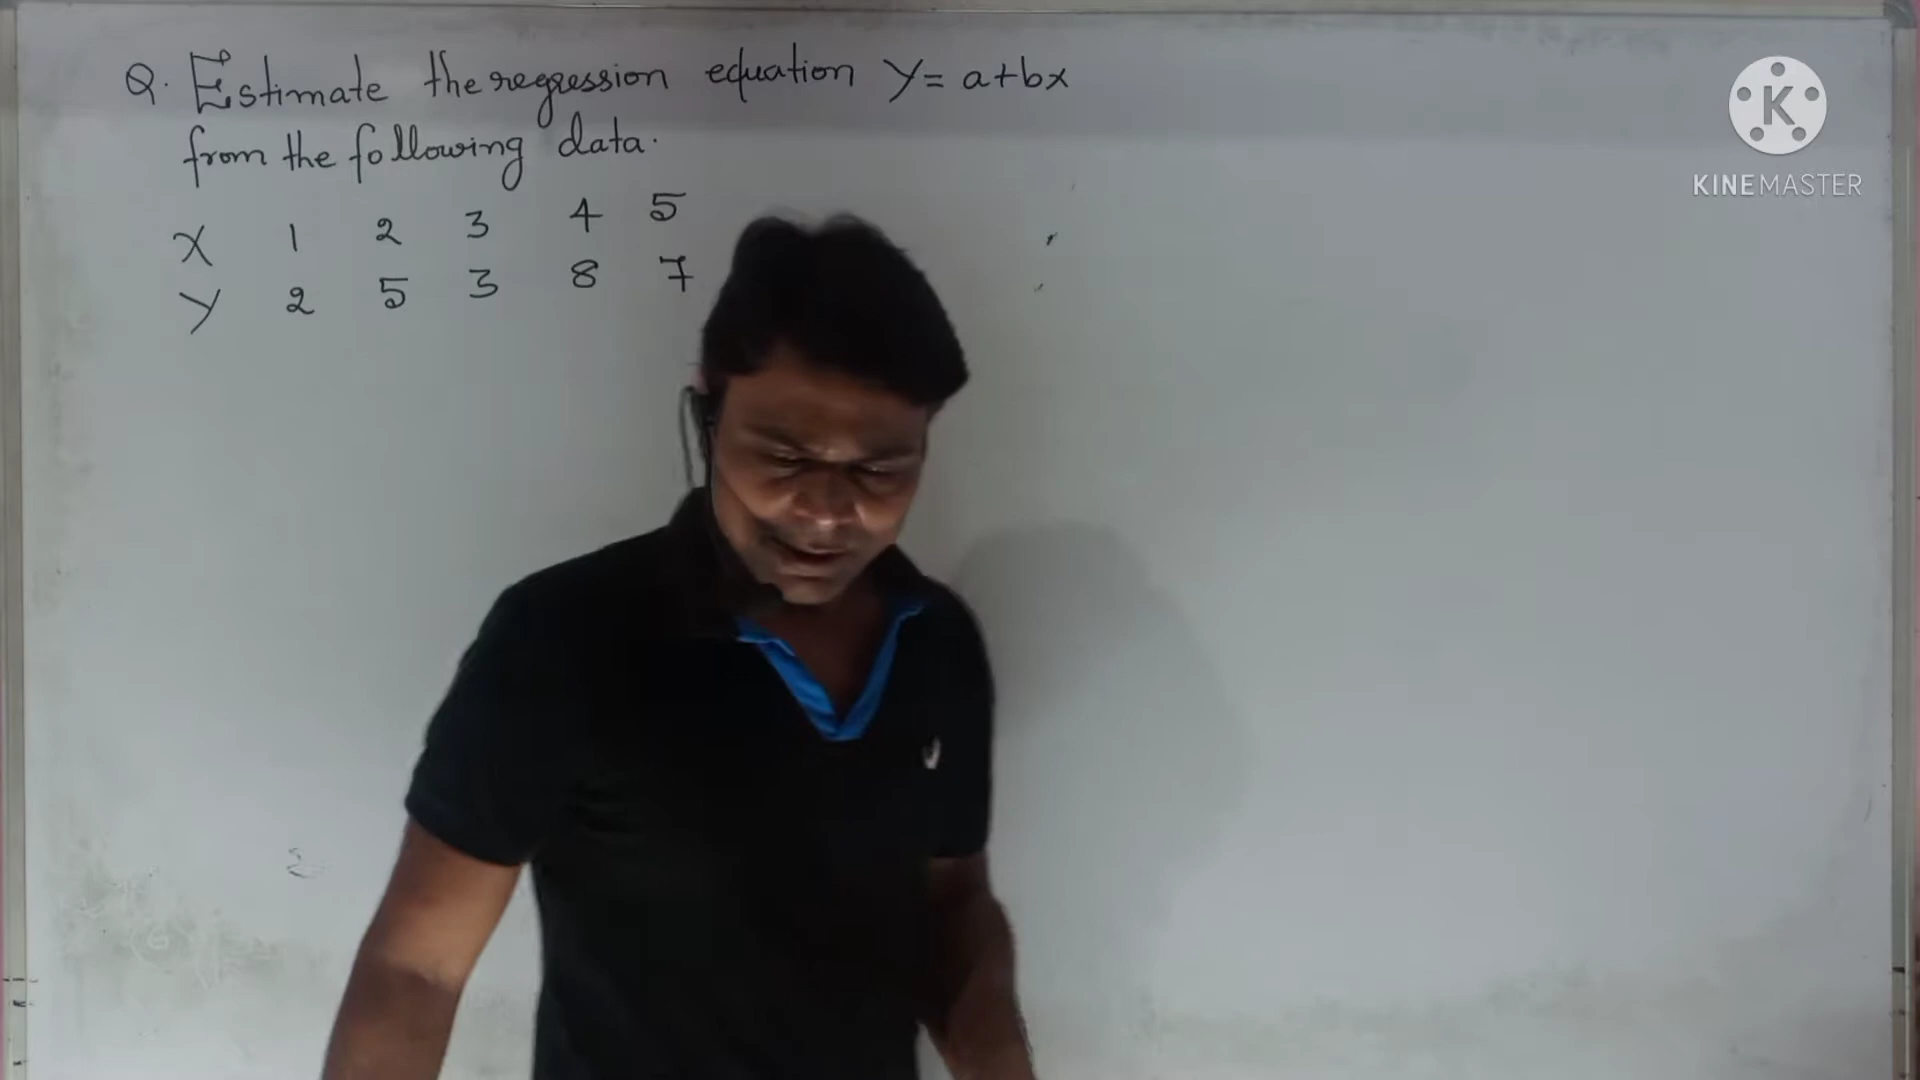 Q. Estimate the regression equation Y = a+bx
from the following data.
X 1 2 3 4 5
Y 2 5 3 8 7
K
KINEMASTER